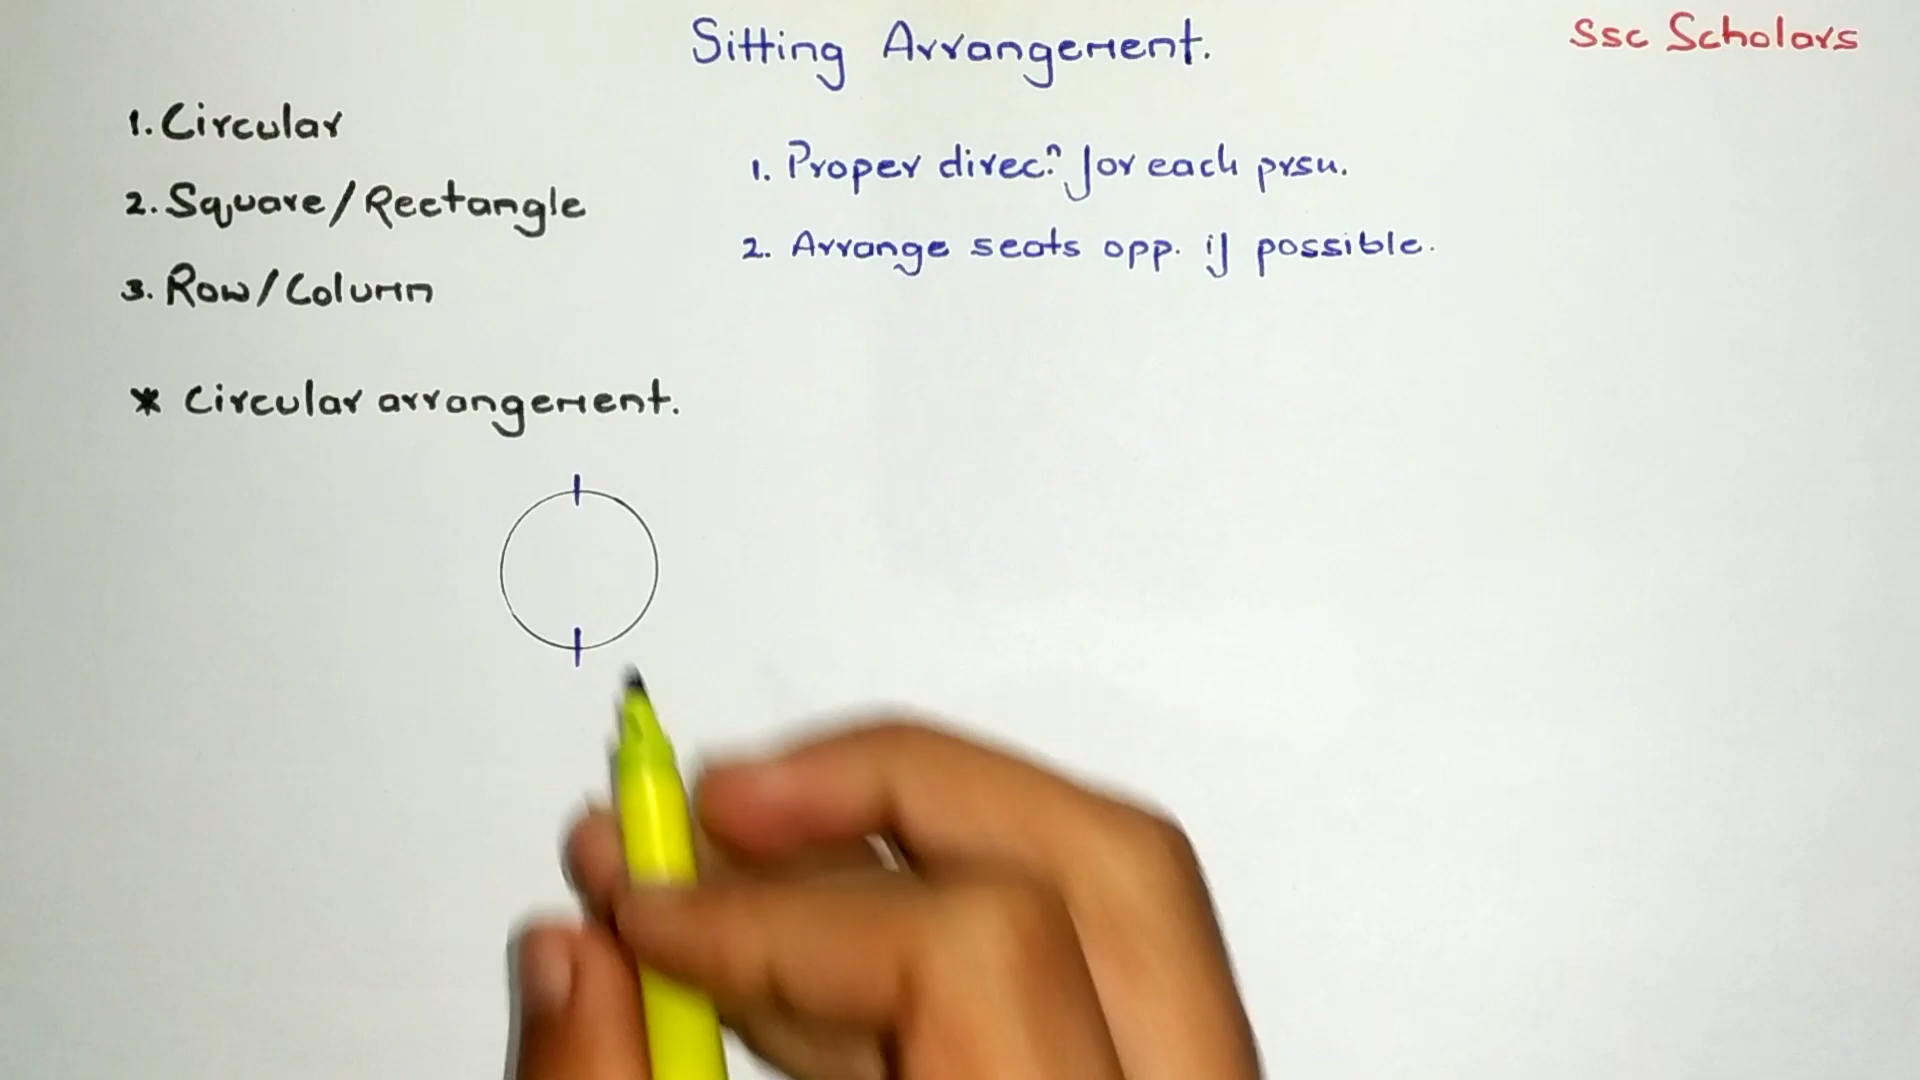 Sitting Arrangement.
Ssc Scholars
1. Circular
2. Square/Rectangle
3. Row/Column
1. Proper direc.ⁿ for each prsn.
2. Arrange seats opp. if possible.
* Circular arrangement.